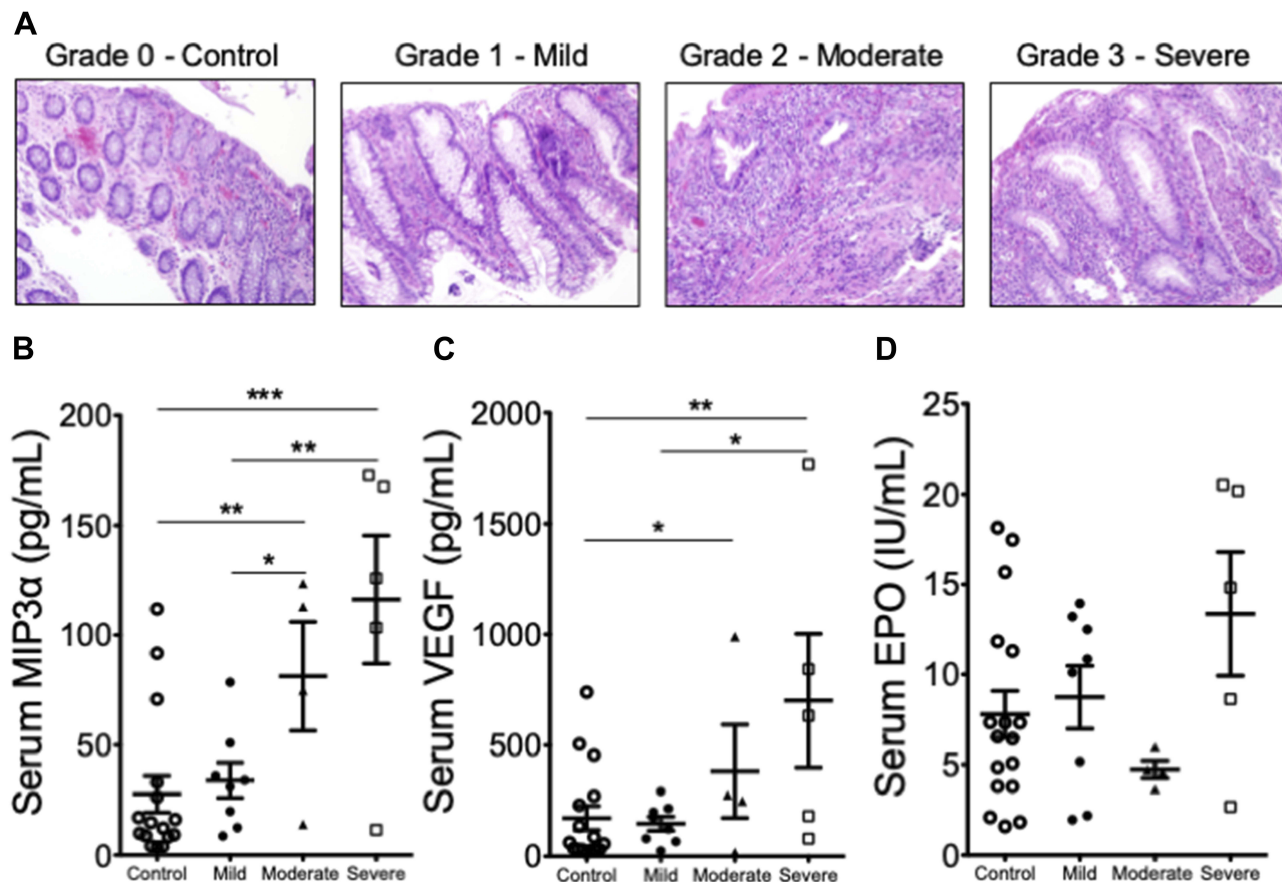 A
Grade 0 - Control
Grade 1 - Mild
Grade 2 - Moderate
Grade 3 - Severe
B
Serum MIP3α (pg/mL)
200
150
100
50
0
***
**
**
*
Control Mild Moderate Severe
C
Serum VEGF (pg/mL)
2000
1500
1000
500
0
**
*
*
Control Mild Moderate Severe
D
Serum EPO (IU/mL)
25
20
15
10
5
0
Control Mild Moderate Severe